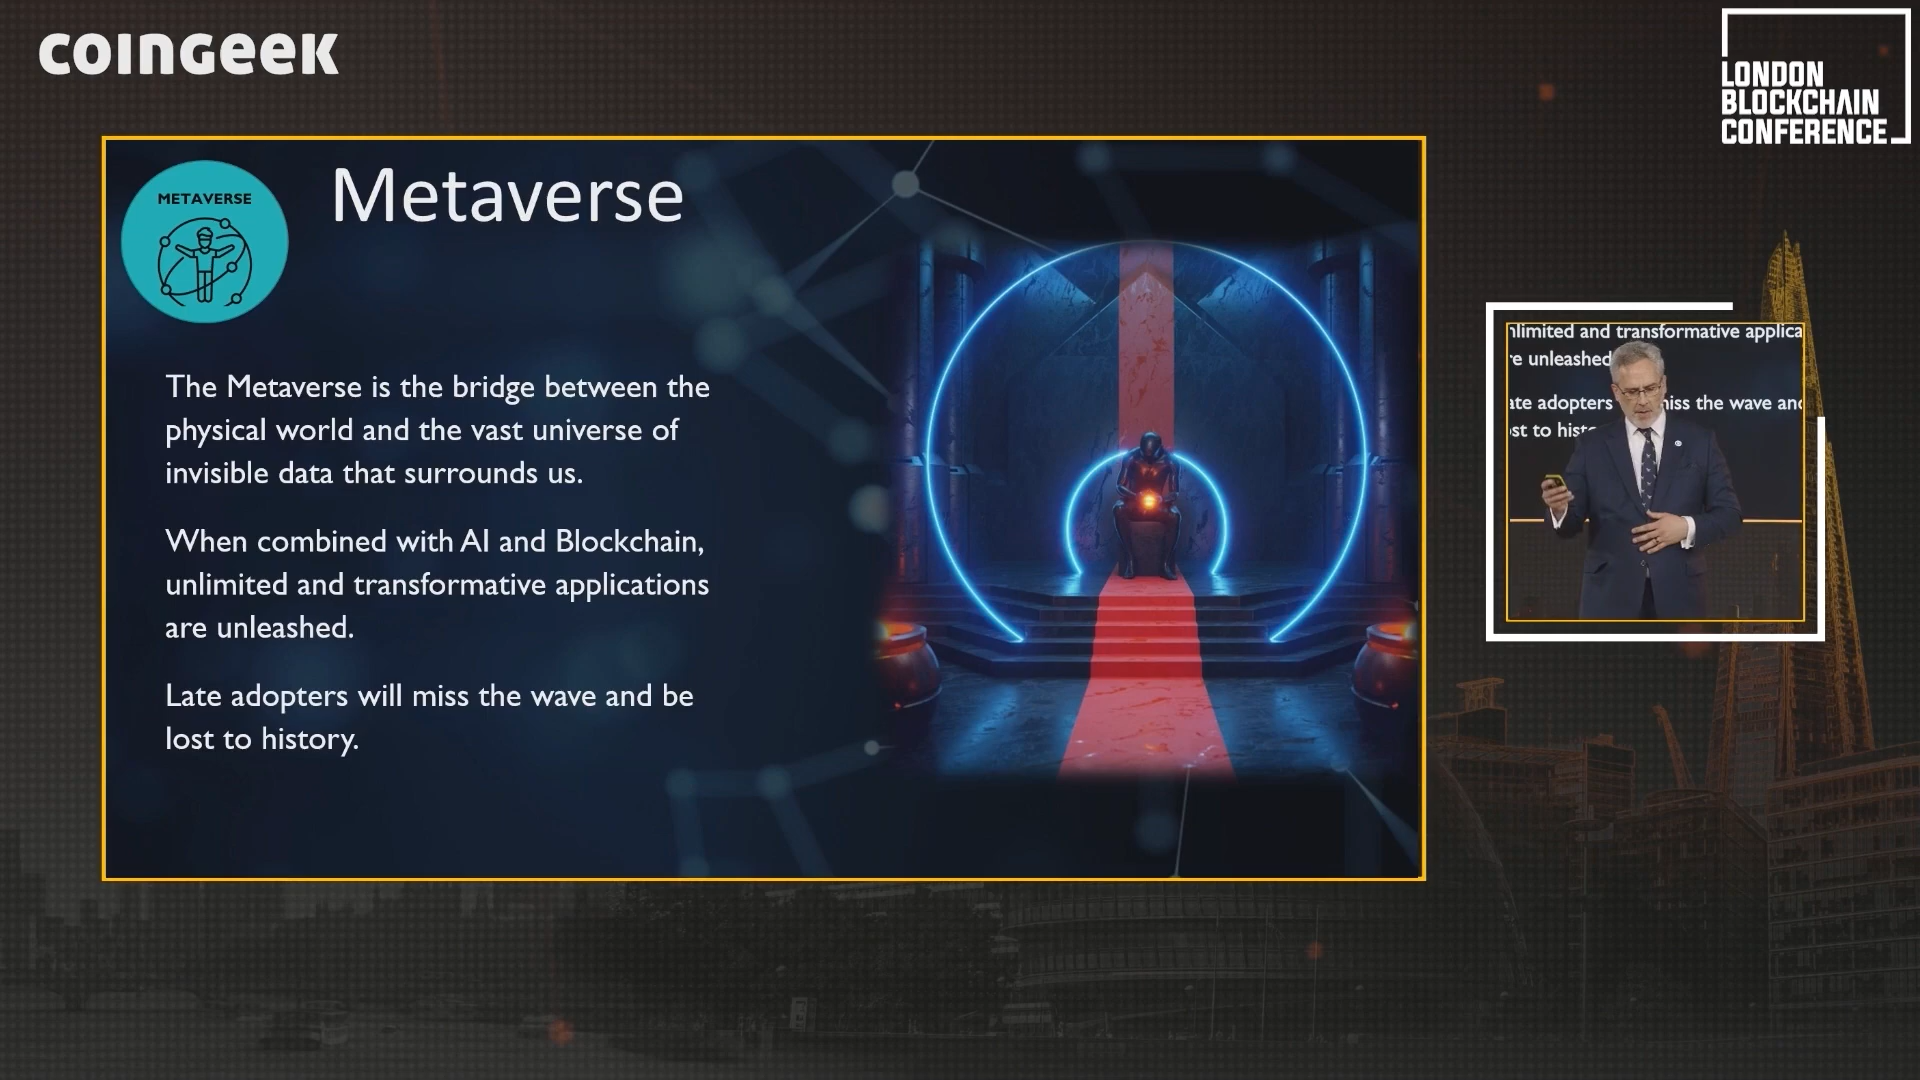 COINGEEK
LONDON
BLOCKCHAIN
CONFERENCE
METAVERSE
Metaverse
The Metaverse is the bridge between the
physical world and the vast universe of
invisible data that surrounds us.
When combined with AI and Blockchain,
unlimited and transformative applications
are unleashed.
Late adopters will miss the wave and be
lost to history.
nlimited and transformative applica
e unleashed
ate adopters iss the wave and
st to histo